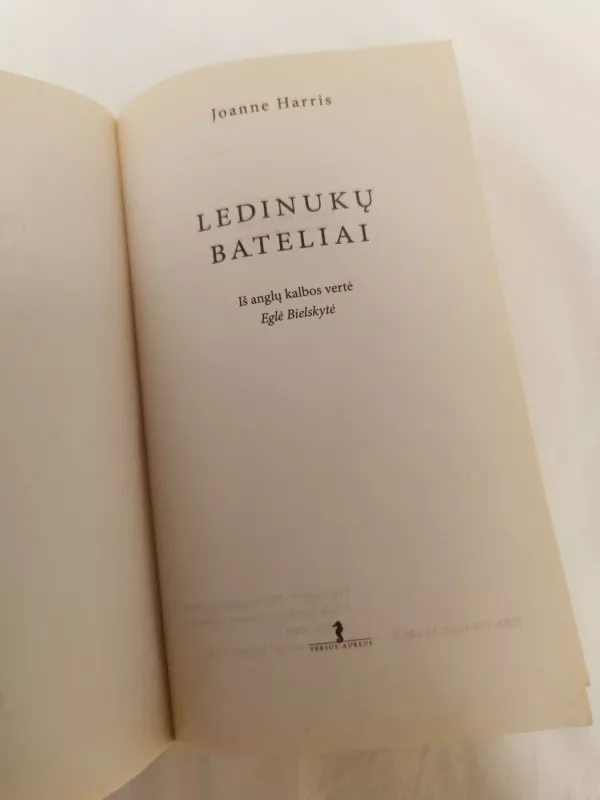 Joanne Harris
LEDINUKŲ
BATELIAI
Iš anglų kalbos vertė
Eglė Bielskytė
VERSUS AUREUS